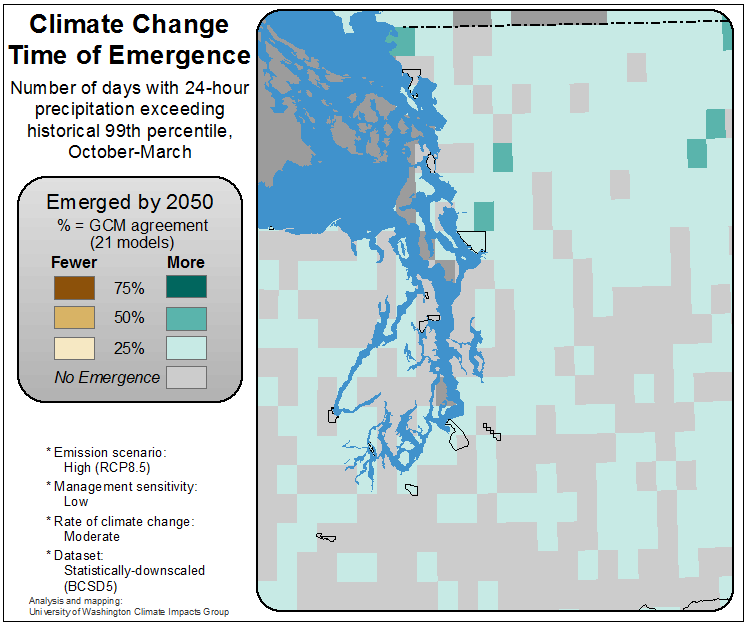 Climate Change
Time of Emergence
Number of days with 24-hour
precipitation exceeding
historical 99th percentile,
October-March
Emerged by 2050
% = GCM agreement
(21 models)
Fewer More
75%
50%
25%
No Emergence
* Emission scenario:
High (RCP8.5)
* Management sensitivity:
Low
* Rate of climate change:
Moderate
* Dataset:
Statistically-downscaled
(BCSD5)
Analysis and mapping:
University of Washington Climate Impacts Group